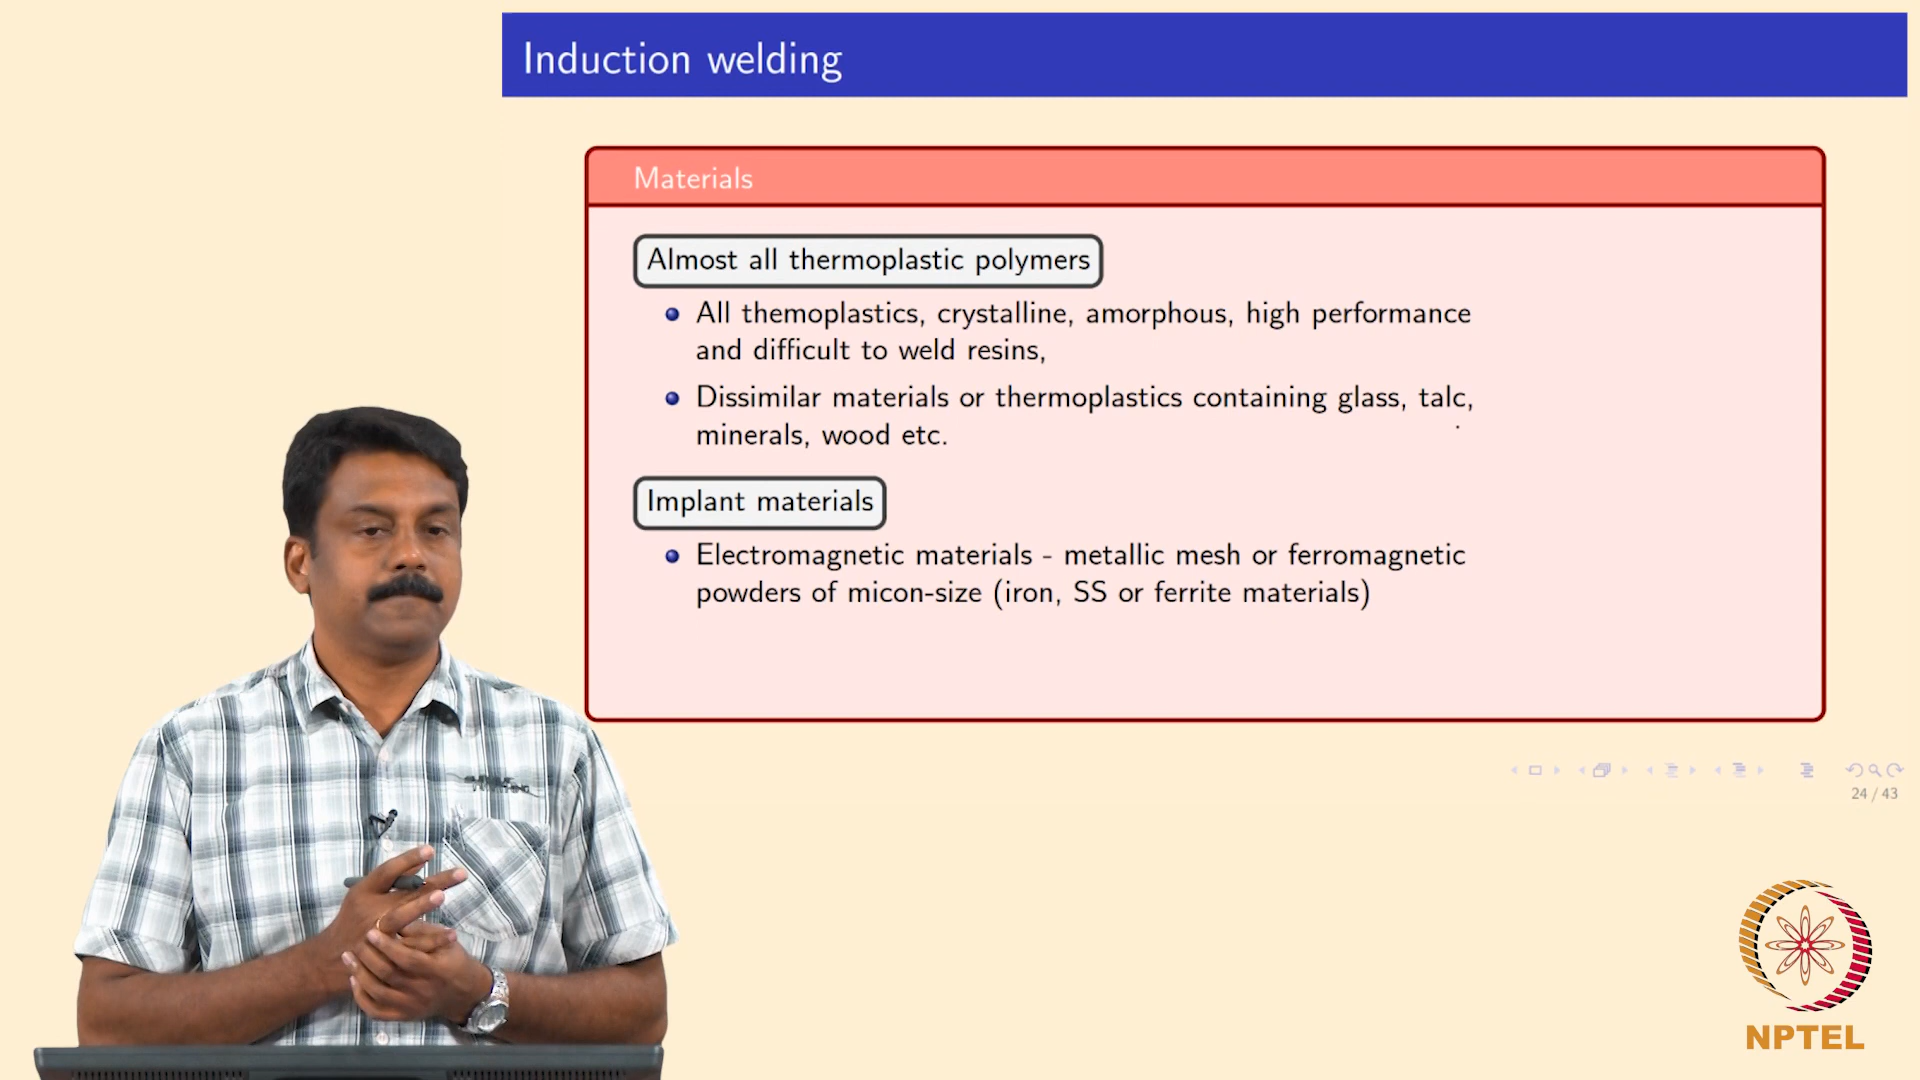 Induction welding
Materials
Almost all thermoplastic polymers
All themoplastics, crystalline, amorphous, high performance
and difficult to weld resins,
Dissimilar materials or thermoplastics containing glass, talc,
minerals, wood etc.
Implant materials
Electromagnetic materials - metallic mesh or ferromagnetic
powders of micon-size (iron, SS or ferrite materials)
24 / 43
NPTEL